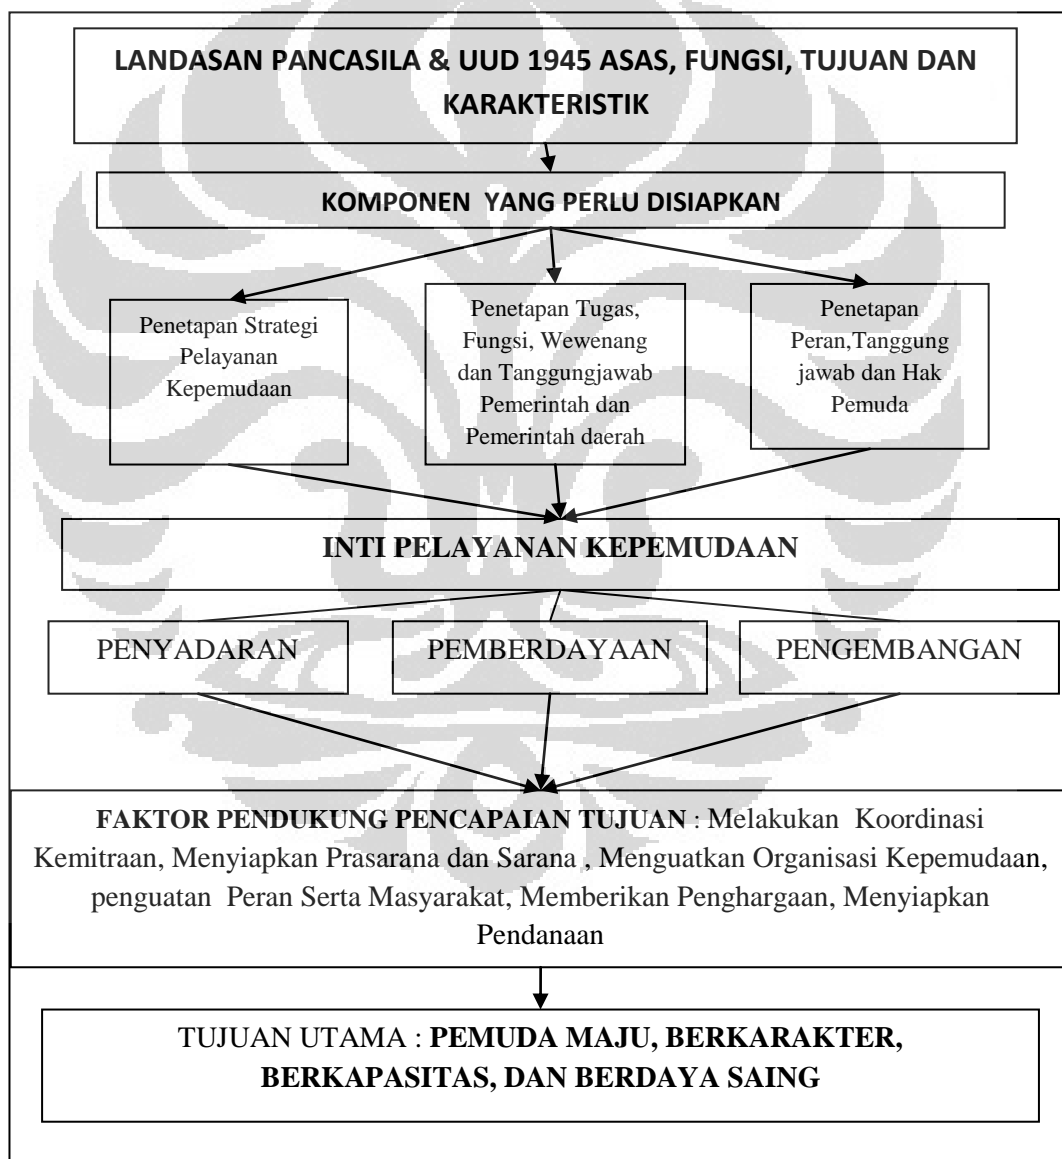 LANDASAN PANCASILA & UUD 1945 ASAS, FUNGSI, TUJUAN DAN
KARAKTERISTIK
KOMPONEN YANG PERLU DISIAPKAN
Penetapan Strategi
Pelayanan
Kepemudaan
Penetapan Tugas,
Fungsi, Wewenang
dan Tanggungjawab
Pemerintah dan
Pemerintah daerah
Penetapan
Peran,Tanggung
jawab dan Hak
Pemuda
INTI PELAYANAN KEPEMUDAAN
PENYADARAN
PEMBERDAYAAN
PENGEMBANGAN
FAKTOR PENDUKUNG PENCAPAIAN TUJUAN : Melakukan Koordinasi
Kemitraan, Menyiapkan Prasarana dan Sarana , Menguatkan Organisasi Kepemudaan,
penguatan Peran Serta Masyarakat, Memberikan Penghargaan, Menyiapkan
Pendanaan
TUJUAN UTAMA : PEMUDA MAJU, BERKARAKTER,
BERKAPASITAS, DAN BERDAYA SAING